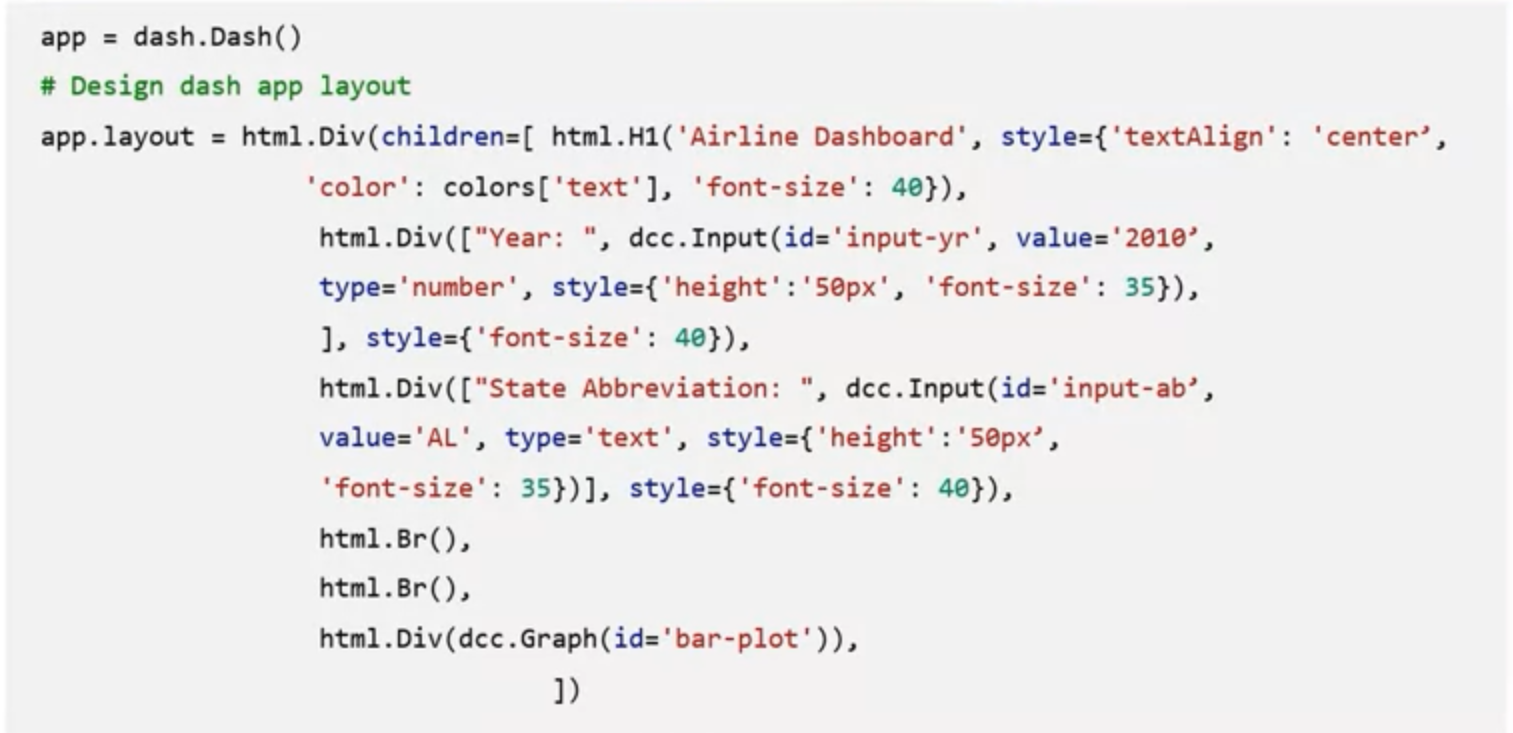 app = dash.Dash()
# Design dash app layout
app.layout = html.Div(children=[ html.H1('Airline Dashboard', style={'textAlign': 'center’,
'color': colors['text'], 'font-size': 40}),
html.Div(["Year: ", dcc.Input(id='input-yr', value='2010’,
type='number', style={'height':'50px', 'font-size': 35}),
], style={'font-size': 40}),
html.Div(["State Abbreviation: ", dcc.Input(id='input-ab’,
value='AL', type='text', style={'height':'50px’,
'font-size': 35})], style={'font-size': 40}),
html.Br(),
html.Br(),
html.Div(dcc.Graph(id='bar-plot')),
])